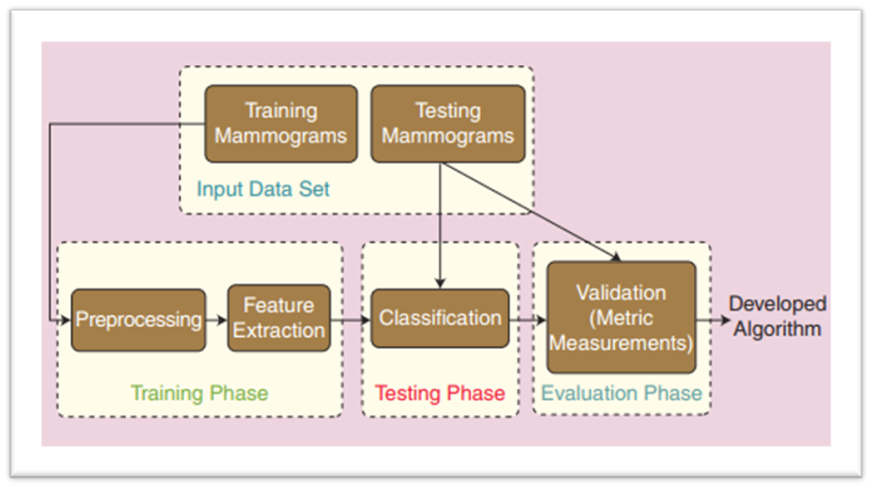 Training
Mammograms
Testing
Mammograms
Input Data Set
Preprocessing
Feature
Extraction
Training Phase
Classification
Testing Phase
Validation
(Metric
Measurements)
Evaluation Phase
Developed
Algorithm